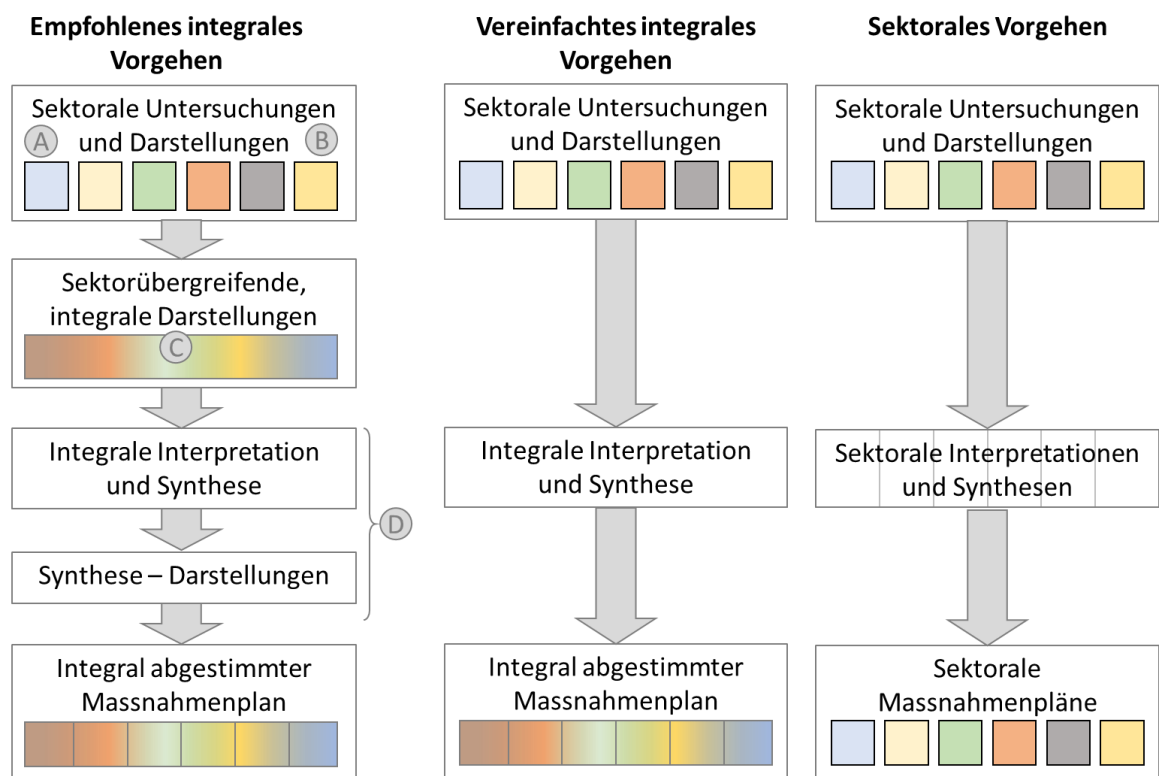 Empfohlenes integrales
Vorgehen
Sektorale Untersuchungen
und Darstellungen
A
B
Sektorübergreifende,
integrale Darstellungen
C
Integrale Interpretation
und Synthese
D
Synthese – Darstellungen
Integral abgestimmter
Massnahmenplan
Vereinfachtes integrales
Vorgehen
Sektorale Untersuchungen
und Darstellungen
Integrale Interpretation
und Synthese
Integral abgestimmter
Massnahmenplan
Sektorales Vorgehen
Sektorale Untersuchungen
und Darstellungen
Sektorale Interpretationen
und Synthesen
Sektorale
Massnahmenpläne